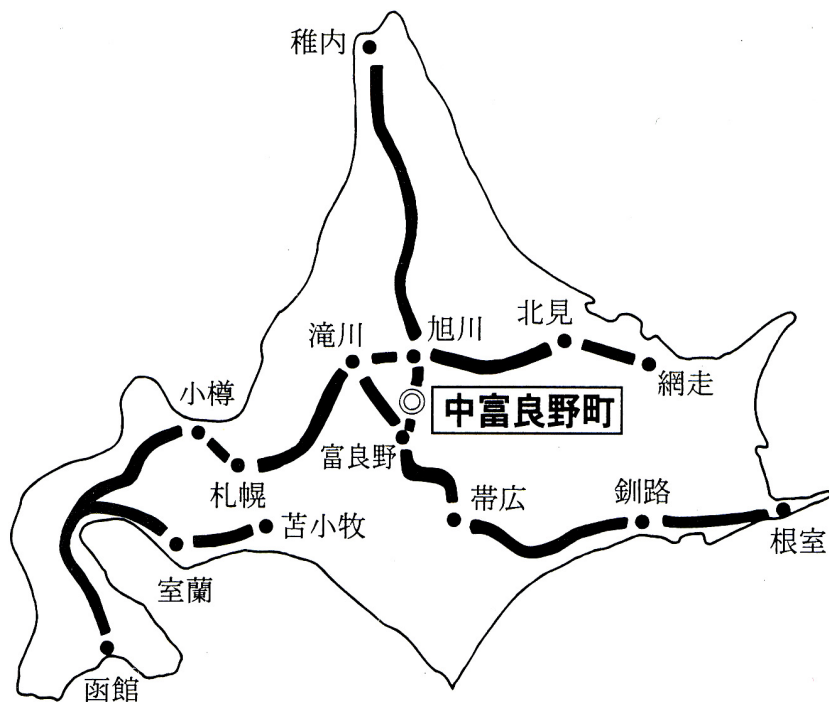 稚内
北見
旭川
滝川
網走
小樽
中富良野町
富良野
札幌
帯広
釧路
苫小牧
根室
室蘭
函館